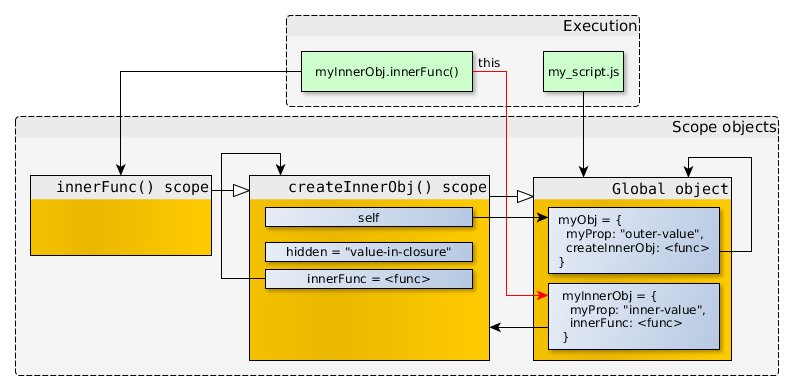 Execution
myInnerObj.innerFunc()
this
my_script.js
Scope objects
innerFunc() scope
createInnerObj() scope
Global object
self
hidden = "value-in-closure"
innerFunc = <func>
myObj = {
myProp: "outer-value",
createInnerObj: <func>
}
myInnerObj = {
myProp: "inner-value",
innerFunc: <func>
}